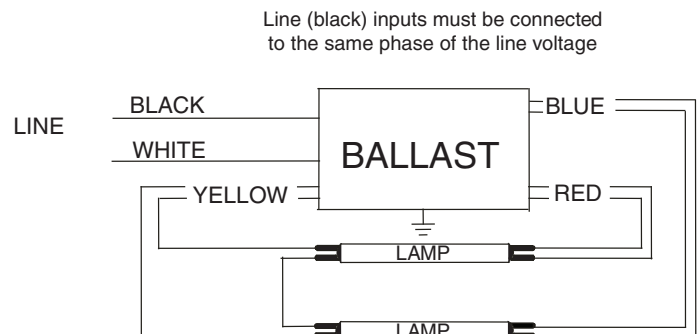 Line (black) inputs must be connected
to the same phase of the line voltage
LINE
BLACK
WHITE
BALLAST
BLUE
YELLOW
RED
LAMP
LAMP